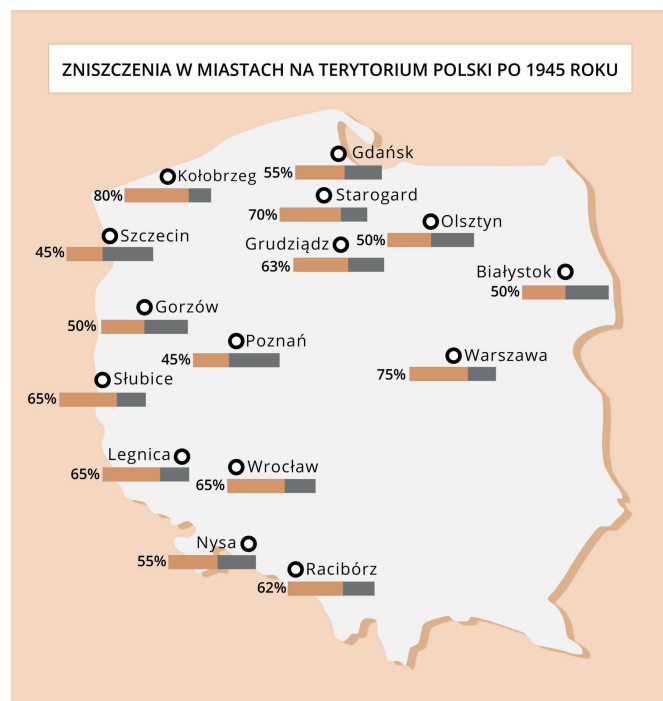 ZNISZCZENIA W MIASTACH NA TERYTORIUM POLSKI PO 1945 ROKU
Gdańsk
55%
Kołobrzeg
80%
Starogard
70%
Olsztyn
50%
Szczecin
45%
Grudziądz
63%
Białystok
50%
Gorzów
50%
Poznań
45%
Warszawa
75%
Słubice
65%
Legnica
65%
Wrocław
65%
Nysa
55%
Racibórz
62%